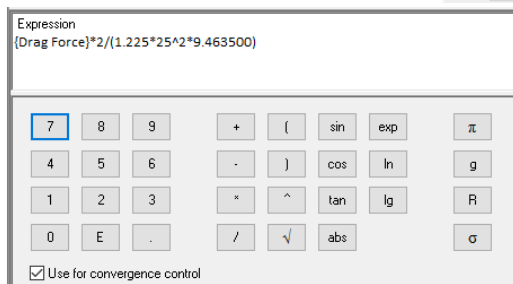 Expression
{Drag Force}*2/(1.225*25^2*9.463500)
7 8 9 + ( sin exp π
4 5 6 - ) cos ln g
1 2 3 * ^ tan lg R
0 E . / √ abs σ
Use for convergence control